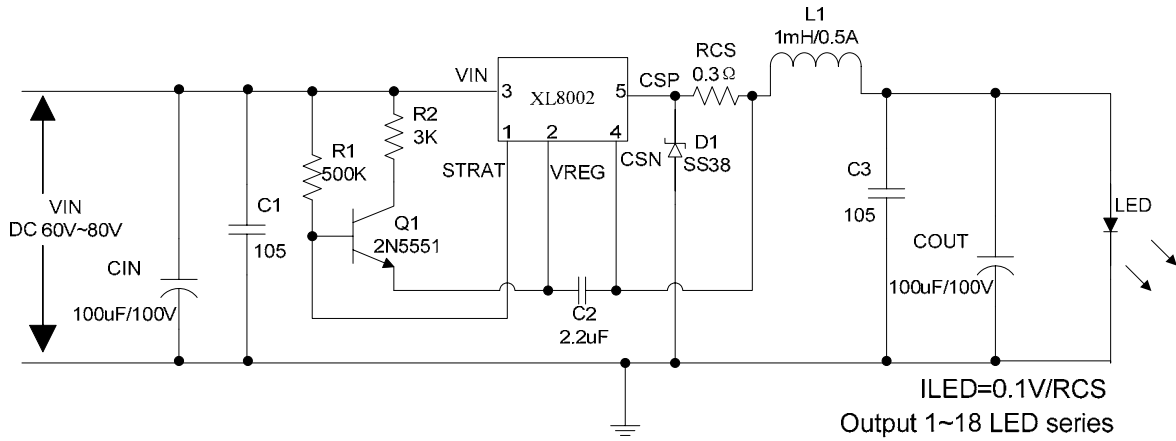 L1
1mH/0.5A
RCS
0.3Ω
VIN
3
XL8002
5
CSP
1
2
4
R2
3K
R1
500K
STRAT
VREG
CSN
D1
SS38
C3
105
VIN
DC 60V~80V
C1
105
Q1
2N5551
LED
CIN
100uF/100V
COUT
100uF/100V
C2
2.2uF
ILED=0.1V/RCS
Output 1~18 LED series